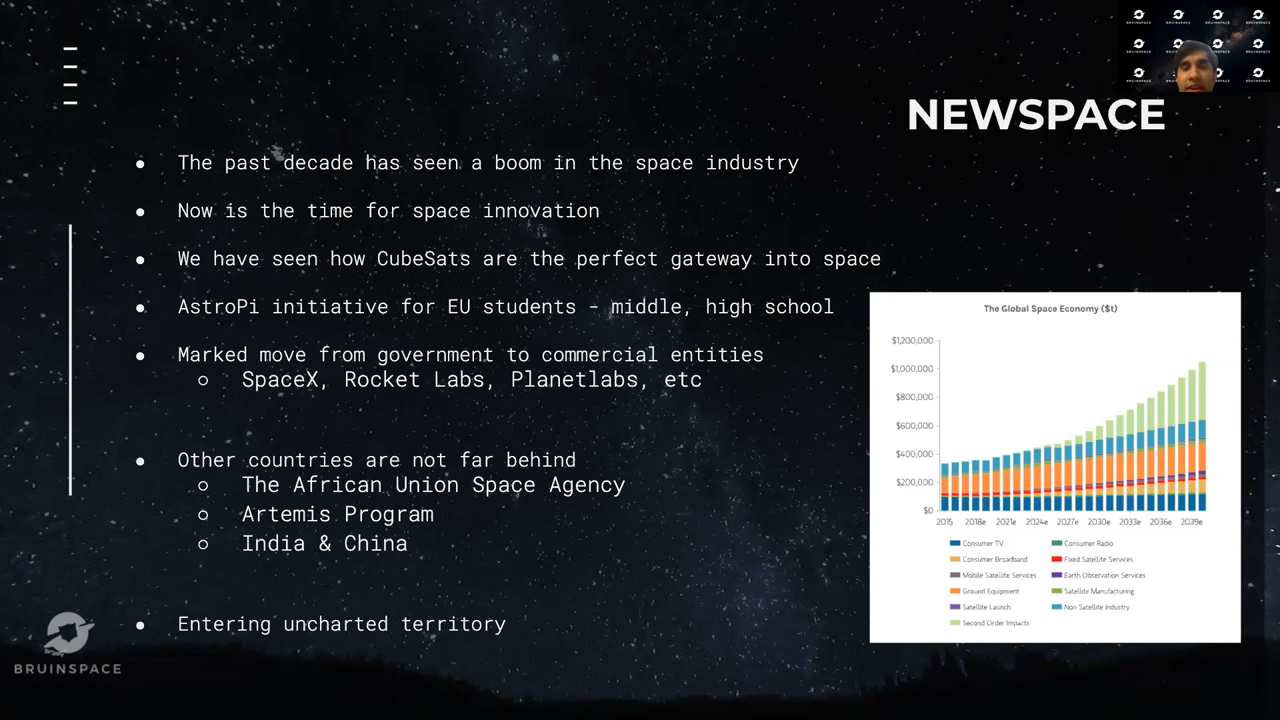 NEWSPACE
● The past decade has seen a boom in the space industry
● Now is the time for space innovation
● We have seen how CubeSats are the perfect gateway into space
● AstroPi initiative for EU students - middle, high school
● Marked move from government to commercial entities
○ SpaceX, Rocket Labs, Planetlabs, etc
● Other countries are not far behind
○ The African Union Space Agency
○ Artemis Program
○ India & China
● Entering uncharted territory
BRUINSPACE
The Global Space Economy ($t)
$1,200,000
$1,000,000
$800,000
$600,000
$400,000
$200,000
$0
2015 2018e 2021e 2024e 2027e 2030e 2033e 2036e 2039e
Consumer TV Consumer Radio
Consumer Broadband Fixed Satellite Services
Mobile Satellite Services Earth Observation Services
Ground Equipment Satellite Manufacturing
Satellite Launch Non Satellite Industry
Second Order Impacts